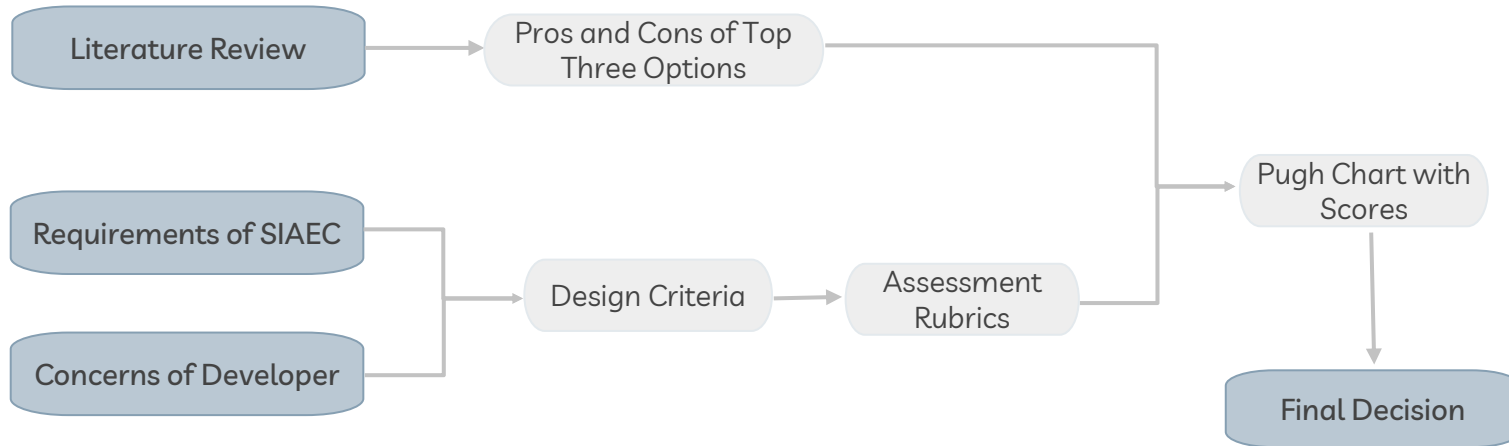 Literature Review
Pros and Cons of Top
Three Options
Requirements of SIAEC
Concerns of Developer
Design Criteria
Assessment
Rubrics
Pugh Chart with
Scores
Final Decision